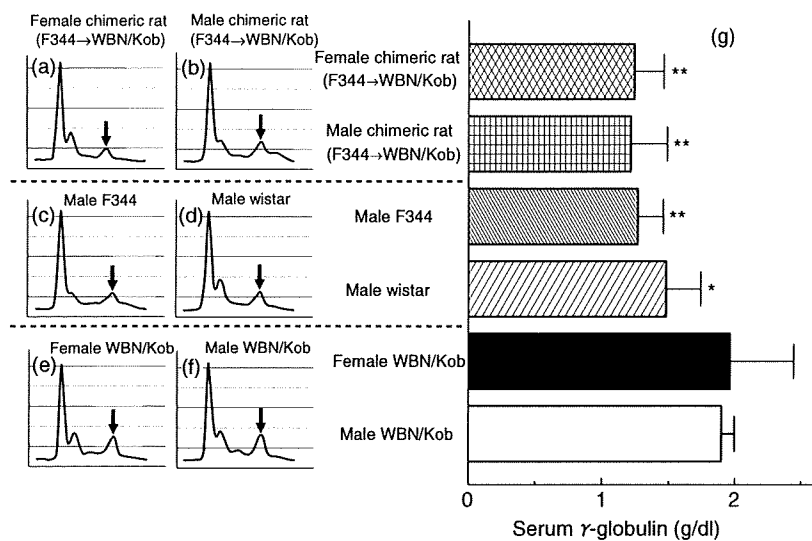 Female chimeric rat
(F344→WBN/Kob)
Male chimeric rat
(F344→WBN/Kob)
(a)
(b)
Male F344
Male wistar
(c)
(d)
Female WBN/Kob
Male WBN/Kob
(e)
(f)
(g)
Female chimeric rat
(F344→WBN/Kob)
**
Male chimeric rat
(F344→WBN/Kob)
**
Male F344
**
Male wistar
*
Female WBN/Kob
Male WBN/Kob
0 1 2
Serum γ-globulin (g/dl)